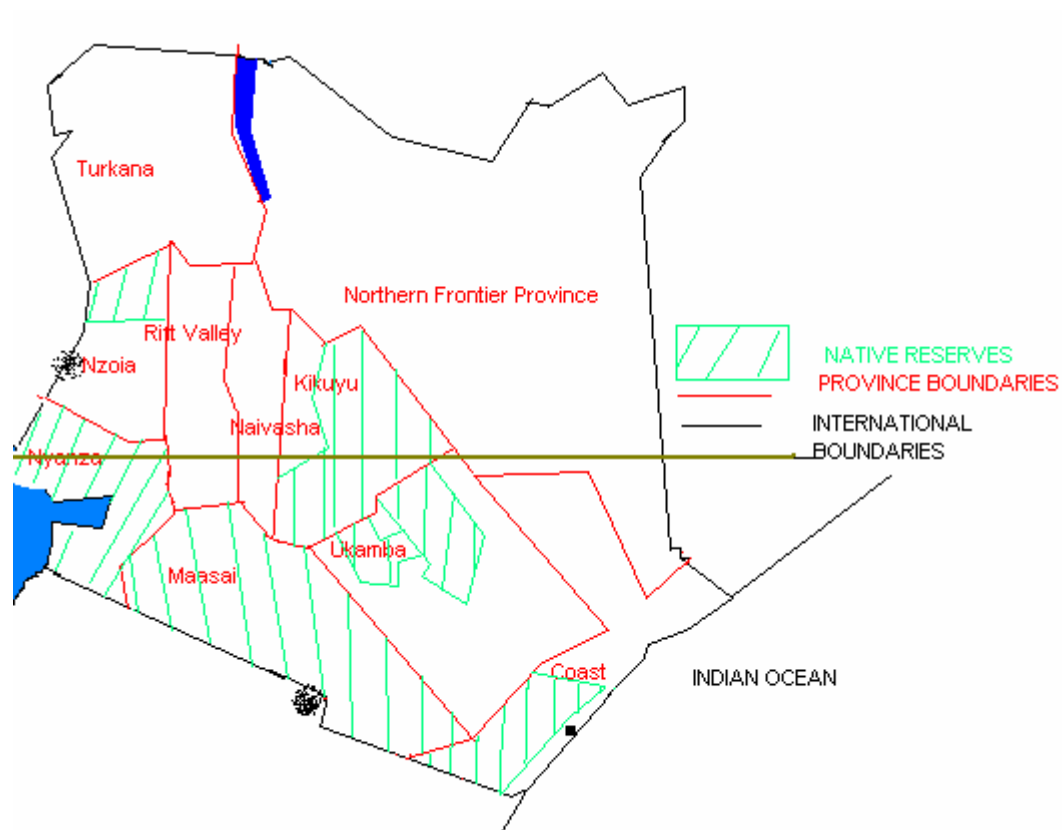 Turkana
Northern Frontier Province
Ritt Valley
NATIVE RESERVES
Nzoia
Kikuyu
PROVINCE BOUNDARIES
Naivasha
INTERNATIONAL
BOUNDARIES
Nyanza
Ukamba
Maasai
Coast
INDIAN OCEAN